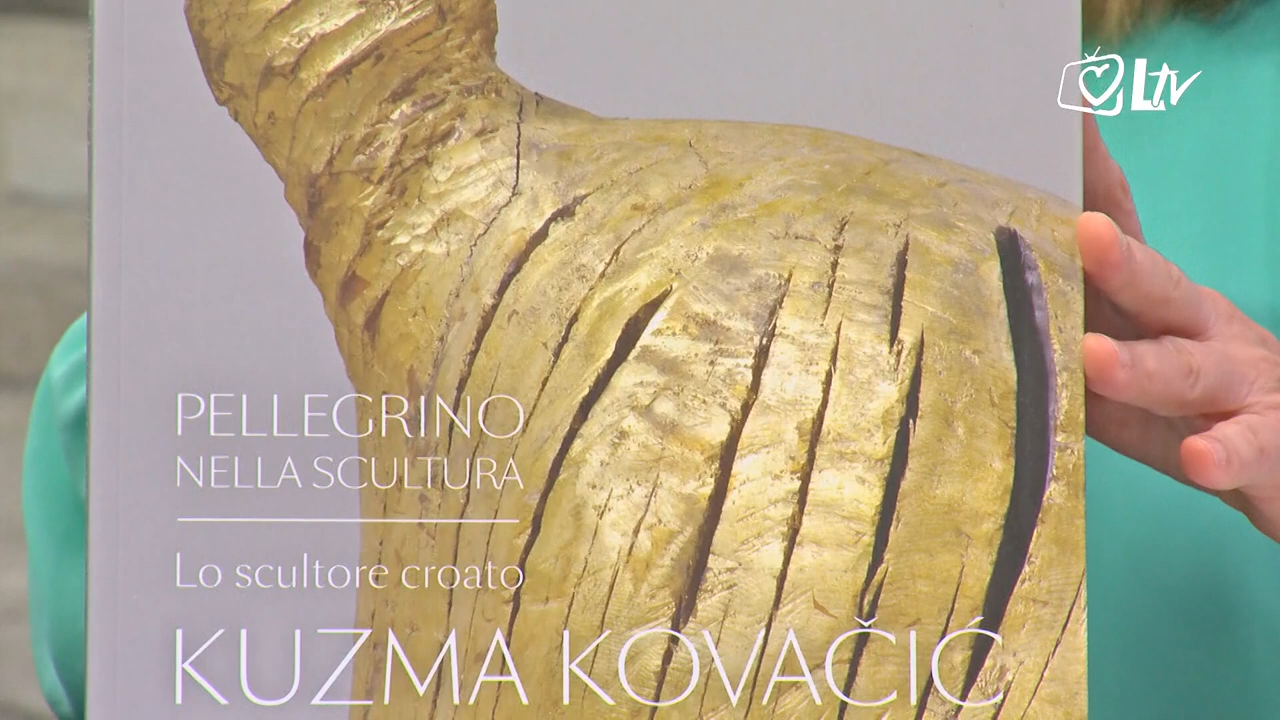 LTV
PELLEGRINO
NELLA SCULTURA
Lo scultore croato
KUZMA KOVAČIĆ